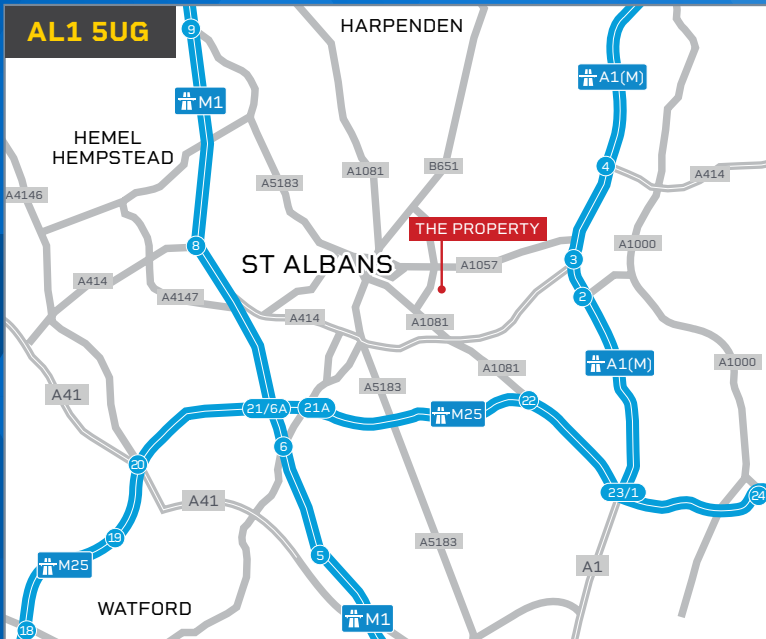 AL1 5UG
9
HARPENDEN
M1
A1(M)
HEMEL
HEMPSTEAD
A1081
B651
4
A414
A5183
A4146
THE PROPERTY
8
A1000
ST ALBANS
3
A1057
A414
A4147
2
A414
A1081
A1(M)
A1000
A1081
A41
A5183
21/6A
21A
M25
22
6
20
23/1
24
A41
19
A5183
5
M25
A1
WATFORD
M1
18